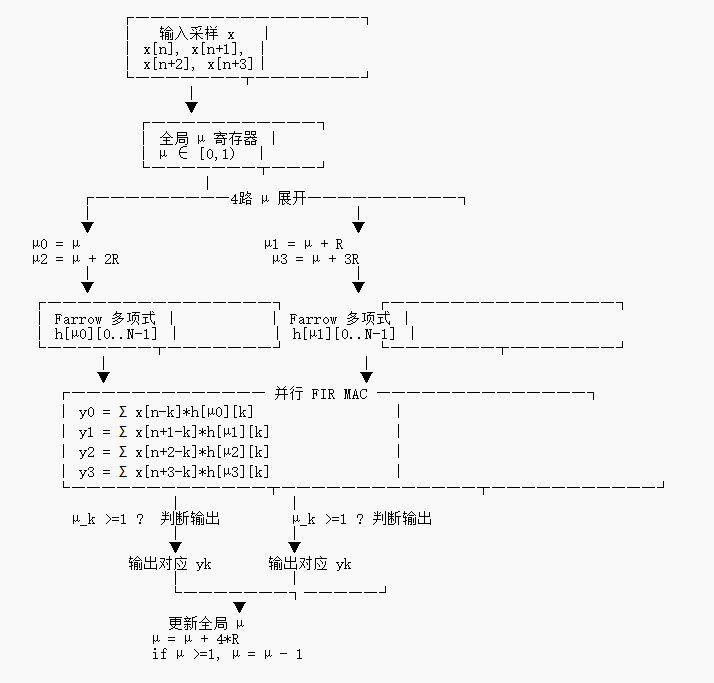 输入采样 x
x[n], x[n+1],
x[n+2], x[n+3]
全局 μ 寄存器
μ ∈ [0,1)
4路 μ 展开
μ0 = μ
μ2 = μ + 2R
μ1 = μ + R
μ3 = μ + 3R
Farrow 多项式
h[μ0][0..N-1]
Farrow 多项式
h[μ1][0..N-1]
并行 FIR MAC
y0 = Σ x[n-k]*h[μ0][k]
y1 = Σ x[n+1-k]*h[μ1][k]
y2 = Σ x[n+2-k]*h[μ2][k]
y3 = Σ x[n+3-k]*h[μ3][k]
μ_k >=1 ? 判断输出
μ_k >=1 ? 判断输出
输出对应 yk
输出对应 yk
更新全局 μ
μ = μ + 4*R
if μ >=1, μ = μ - 1